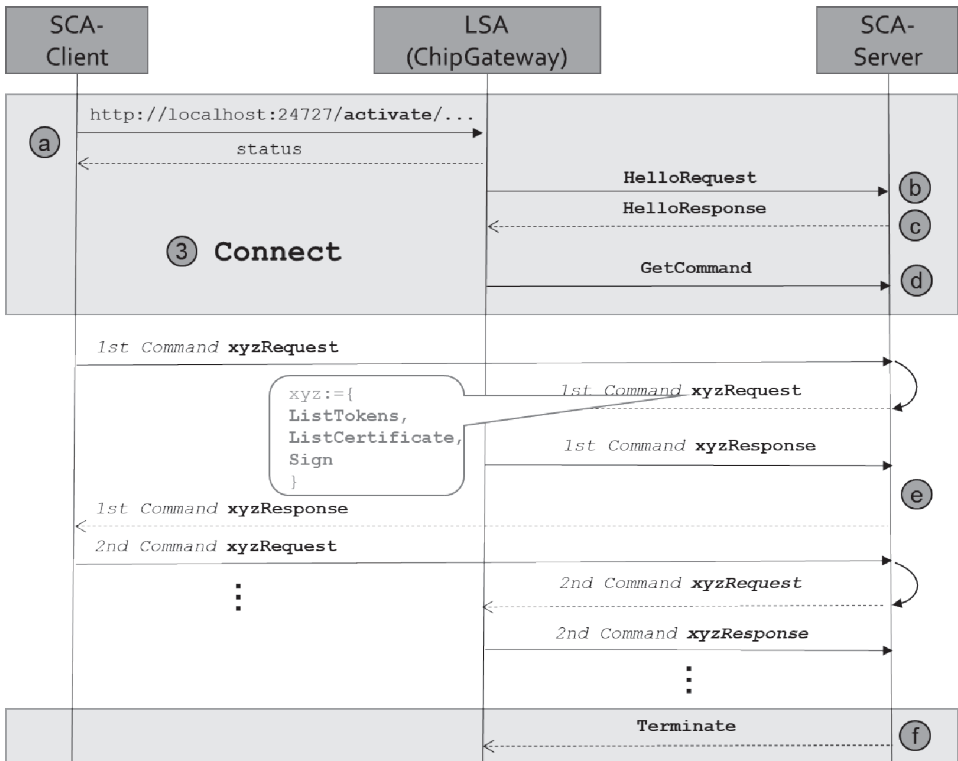 SCA-
Client
LSA
(ChipGateway)
SCA-
Server
http://localhost:24727/activate/...
a
status
HelloRequest
b
HelloResponse
c
3 Connect
GetCommand
d
1st Command xyzRequest
1st Command xyzRequest
xyz:={
ListTokens,
ListCertificate,
Sign
}
1st Command xyzResponse
e
1st Command xyzResponse
2nd Command xyzRequest
2nd Command xyzRequest
2nd Command xyzResponse
Terminate
f